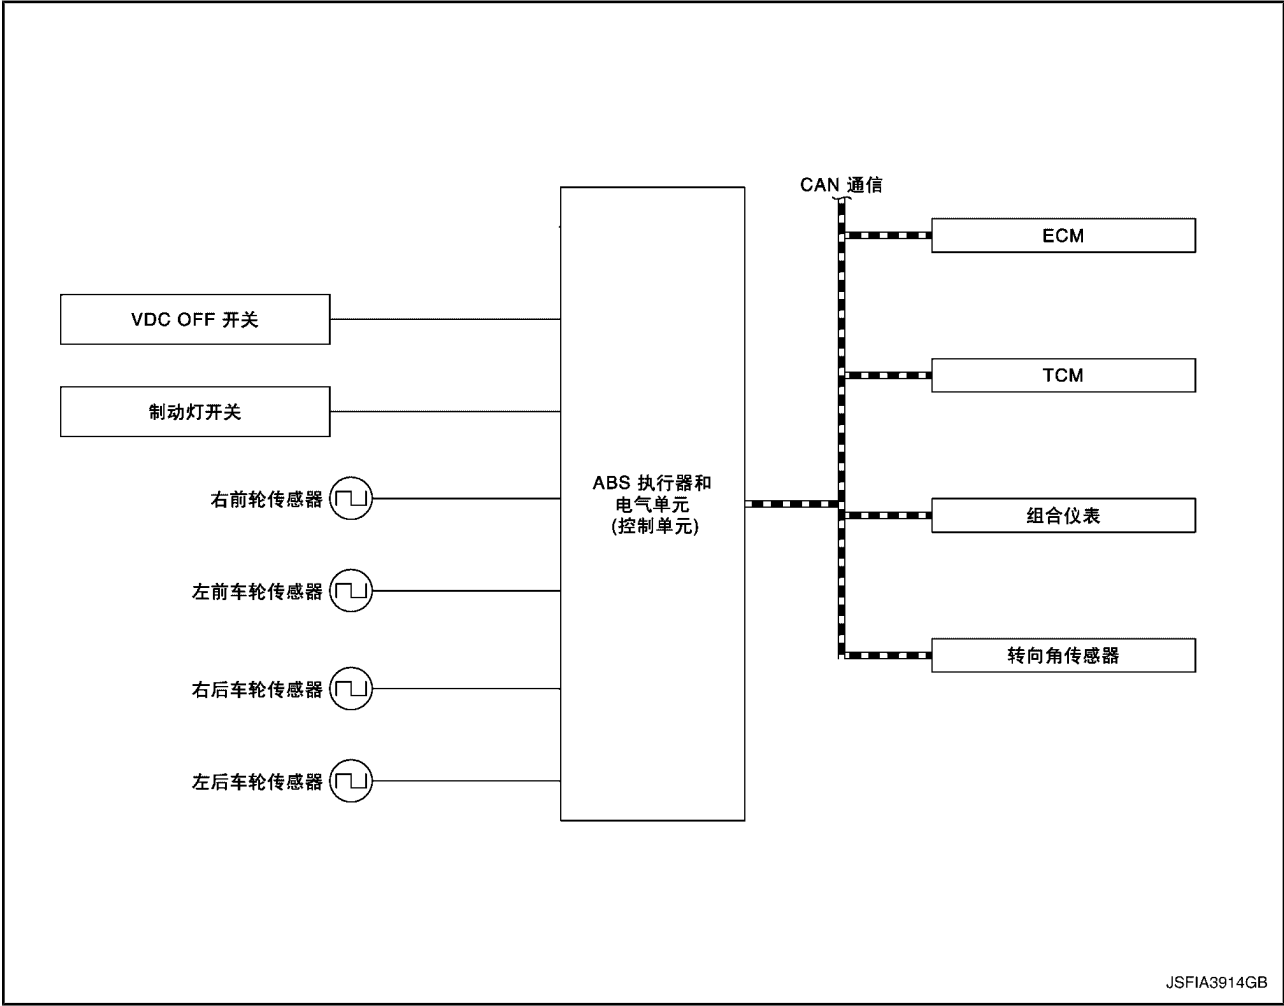 CAN 通信
ECM
VDC OFF 开关
TCM
制动灯开关
ABS 执行器和
电气单元
(控制单元)
右前轮传感器
组合仪表
左前车轮传感器
转向角传感器
右后车轮传感器
左后车轮传感器
JSFIA3914GB